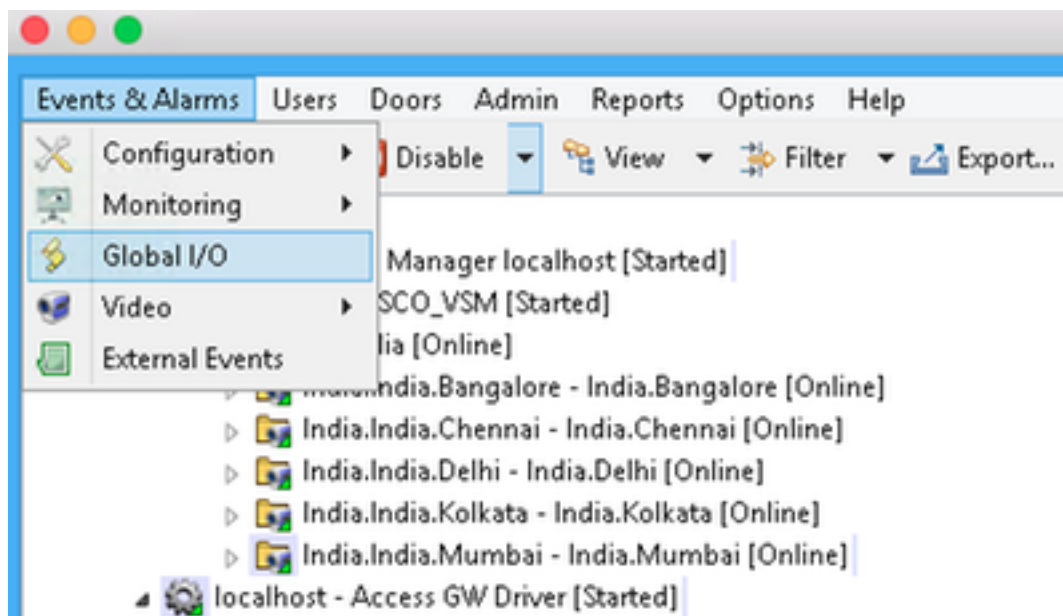 Events & Alarms Users Doors Admin Reports Options Help
Configuration Disable View Filter Export...
Monitoring
Global I/O Manager localhost [Started]
Video SCO_VSM [Started]
lia [Online]
External Events
India.India.Bangalore - India.Bangalore [Online]
India.India.Chennai - India.Chennai [Online]
India.India.Delhi - India.Delhi [Online]
India.India.Kolkata - India.Kolkata [Online]
India.India.Mumbai - India.Mumbai [Online]
localhost - Access GW Driver [Started]